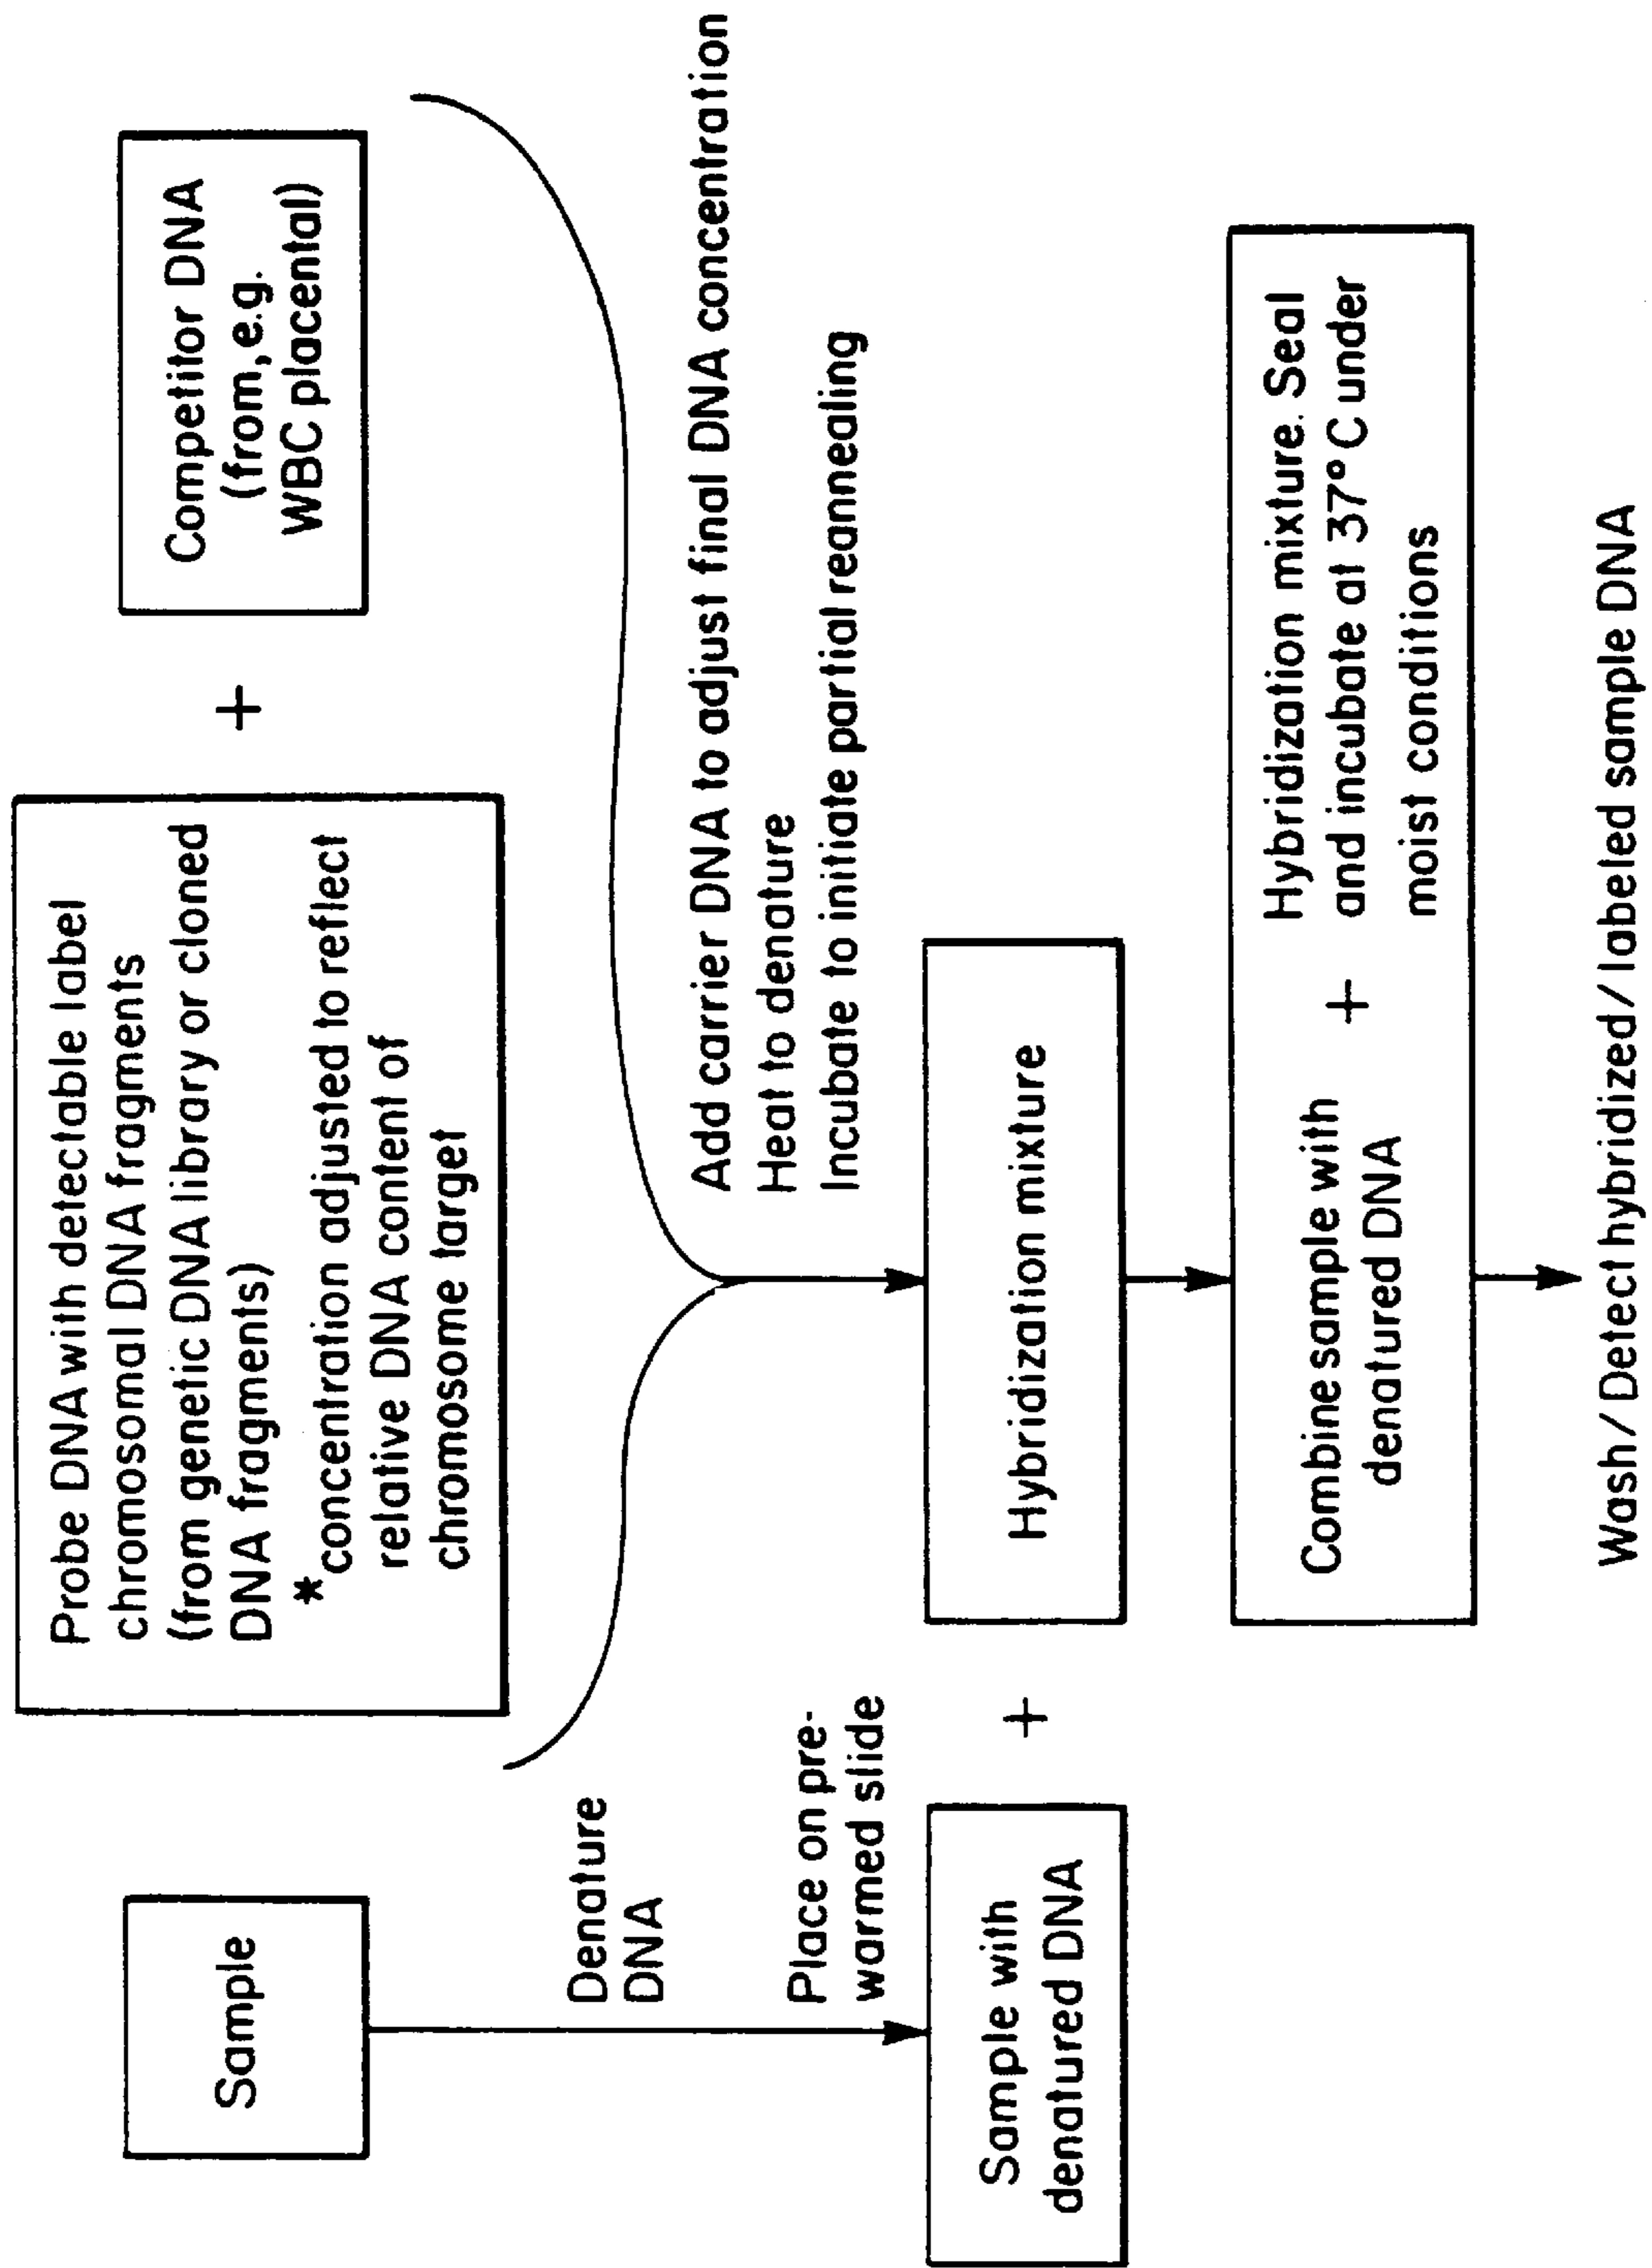 Sample
Denature
DNA
Place on pre-
warmed slide
Sample with
denatured DNA
+
Probe DNA with detectable label
chromosomal DNA fragments
(from genetic DNA library or cloned
DNA fragments)
*concentration adjusted to reflect
relative DNA content of
chromosome target
+
Competitor DNA
(from, e.g.
WBC placental)
Add carrier DNA to adjust final DNA concentration
Heat to denature
Incubate to initiate partial reannealing
Hybridization mixture
Combine sample with
denatured DNA
+
Hybridization mixture. Seal
and incubate at 37°C under
moist conditions
Wash/Detect hybridized/labeled sample DNA